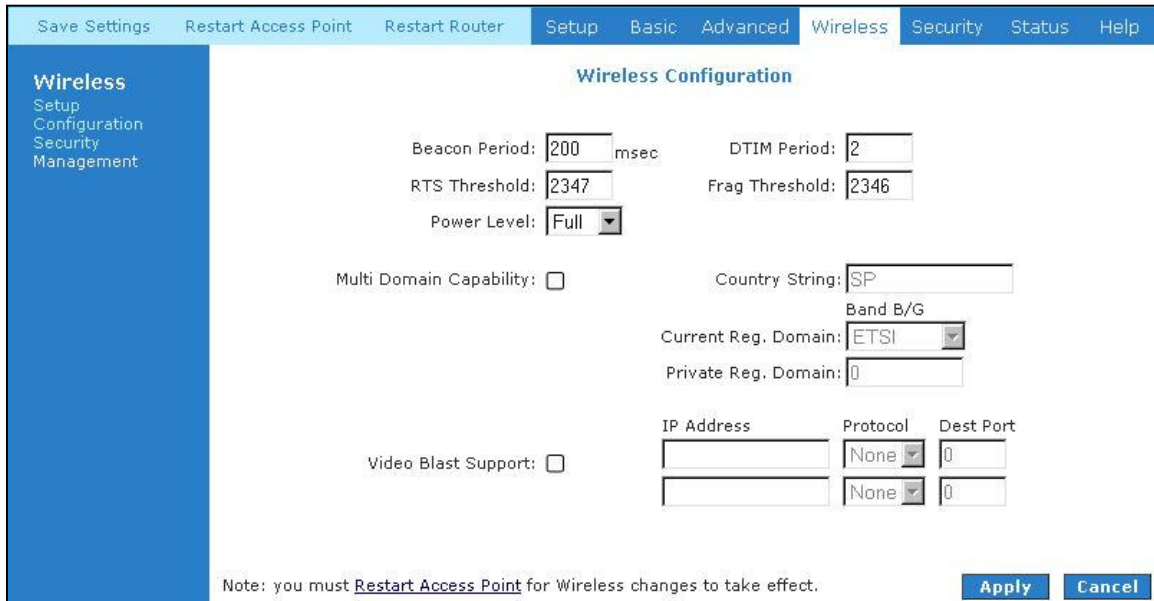 Save Settings Restart Access Point Restart Router Setup Basic Advanced Wireless Security Status Help
Wireless
Setup
Configuration
Security
Management
Wireless Configuration
Beacon Period: 200 msec DTIM Period: 2
RTS Threshold: 2347 Frag Threshold: 2346
Power Level: Full
Multi Domain Capability: Country String: SP
Band B/G
Current Reg. Domain: ETSI
Private Reg. Domain: 0
IP Address Protocol Dest Port
Video Blast Support: None 0
None 0
Note: you must Restart Access Point for Wireless changes to take effect. Apply Cancel